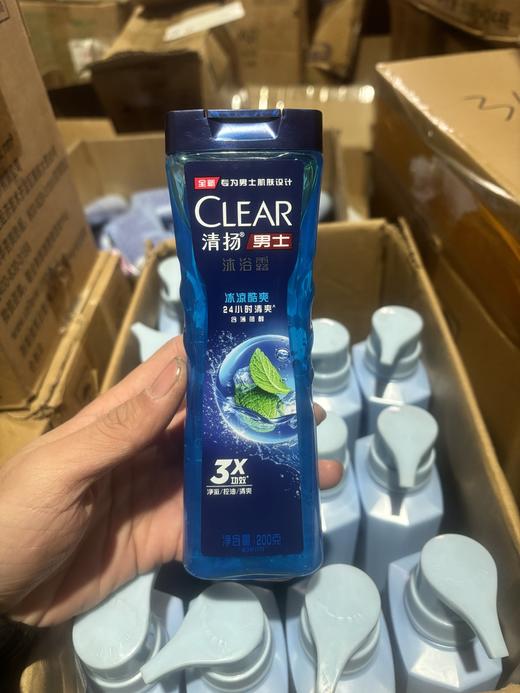 全新 专为男士肌肤设计
CLEAR
清扬® 男士
沐浴露
冰凉酷爽
24小时清爽^
含薄荷醇
3X
功效*
净澈/控油/清爽
净含量：200克